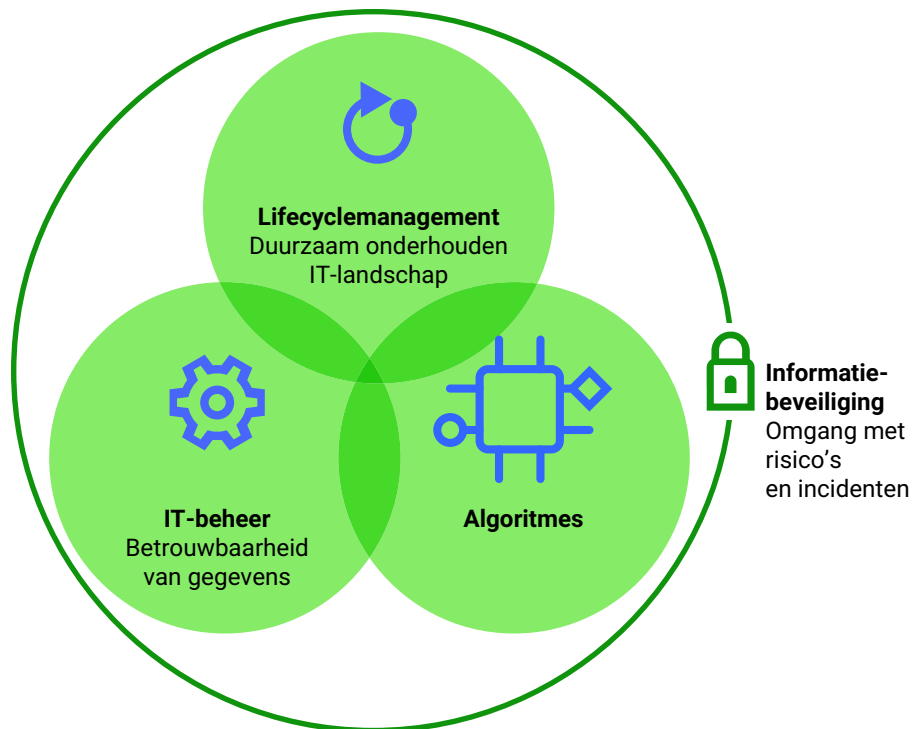 Lifecyclemanagement
Duurzaam onderhouden
IT-landschap
IT-beheer
Betrouwbaarheid
van gegevens
Algoritmes
Informatie-
beveiliging
Omgang met
risico’s
en incidenten